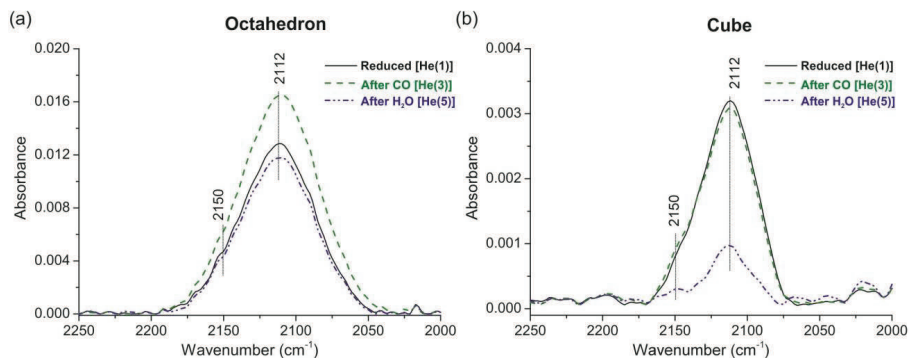 (a)
Octahedron
0.020
0.016
0.012
0.008
0.004
0.000
Absorbance
2150
2112
Reduced [He(1)]
After CO [He(3)]
After H₂O [He(5)]
2250 2200 2150 2100 2050 2000
Wavenumber (cm⁻¹)
(b)
Cube
0.004
0.003
0.002
0.001
0.000
Absorbance
2150
2112
Reduced [He(1)]
After CO [He(3)]
After H₂O [He(5)]
2250 2200 2150 2100 2050 2000
Wavenumber (cm⁻¹)